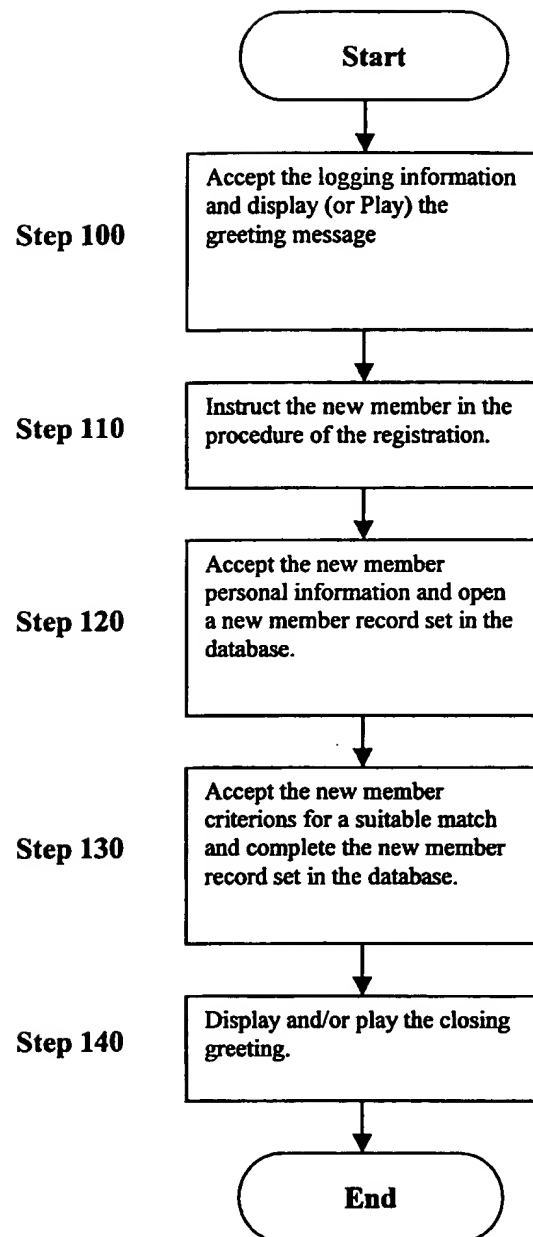 Start
Step 100
Accept the logging information
and display (or Play) the
greeting message
Step 110
Instruct the new member in the
procedure of the registration.
Step 120
Accept the new member
personal information and open
a new member record set in the
database.
Step 130
Accept the new member
criterions for a suitable match
and complete the new member
record set in the database.
Step 140
Display and/or play the closing
greeting.
End